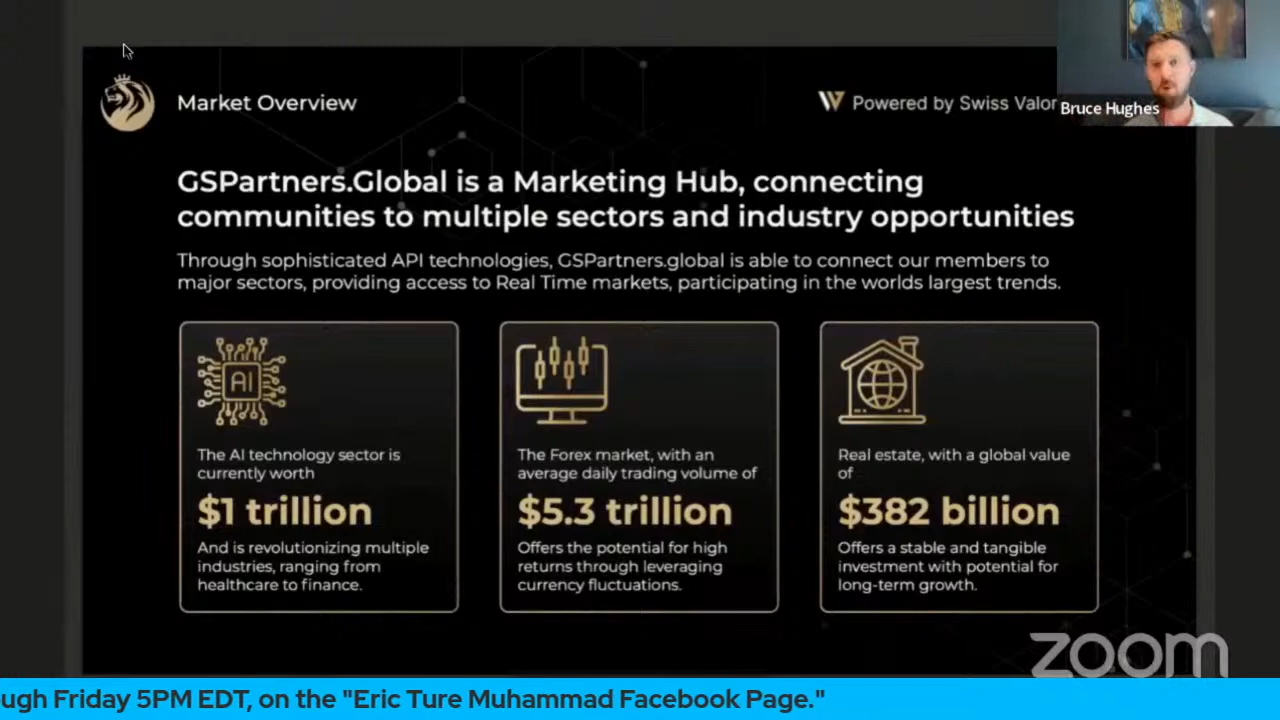 Market Overview
Powered by Swiss Valor
Bruce Hughes
GSPartners.Global is a Marketing Hub, connecting
communities to multiple sectors and industry opportunities
Through sophisticated API technologies, GSPartners.global is able to connect our members to
major sectors, providing access to Real Time markets, participating in the worlds largest trends.
AI
The AI technology sector is
currently worth
$1 trillion
And is revolutionizing multiple
industries, ranging from
healthcare to finance.
The Forex market, with an
average daily trading volume of
$5.3 trillion
Offers the potential for high
returns through leveraging
currency fluctuations.
Real estate, with a global value
of
$382 billion
Offers a stable and tangible
investment with potential for
long-term growth.
zoom
ough Friday 5PM EDT, on the "Eric Ture Muhammad Facebook Page."